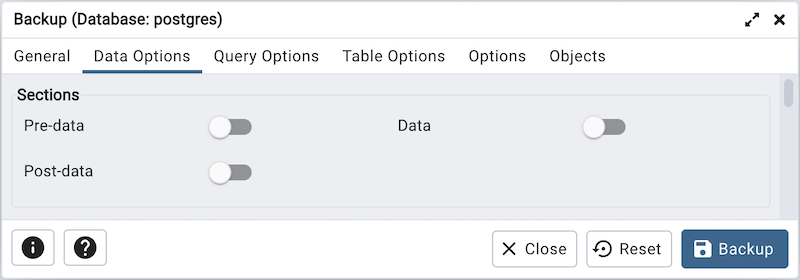 Backup (Database: postgres)
General Data Options Query Options Table Options Options Objects
Sections
Pre-data Data
Post-data
Close Reset Backup